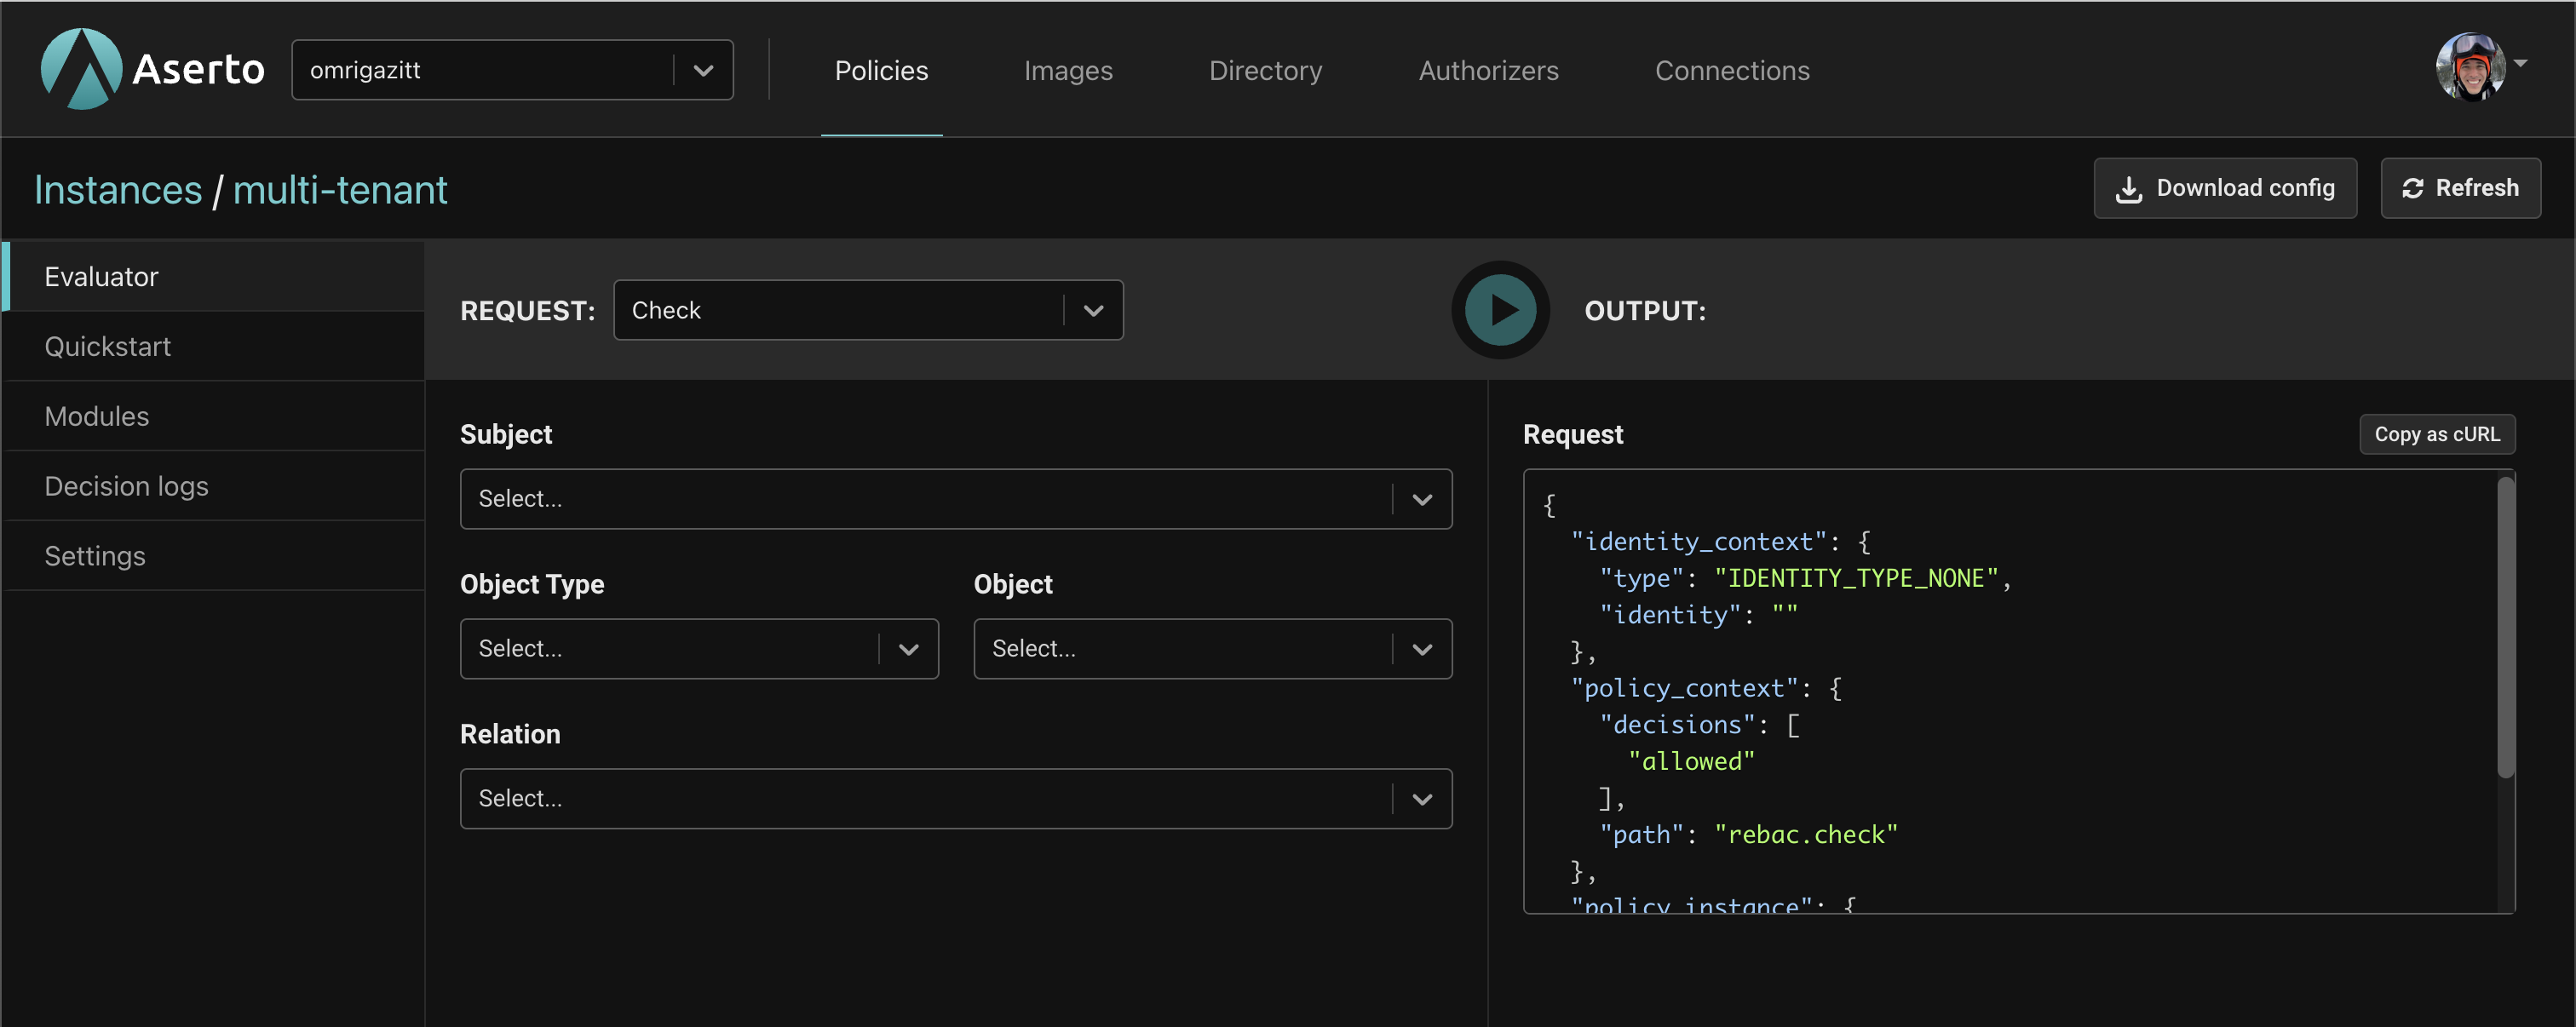 Aserto
omrigazitt
Policies
Images
Directory
Authorizers
Connections
Instances / multi-tenant
Download config
Refresh
Evaluator
Quickstart
Modules
Decision logs
Settings
REQUEST:
Check
OUTPUT:
Subject
Select...
Object Type
Object
Select...
Select...
Relation
Select...
Request
Copy as cURL
{
"identity_context": {
"type": "IDENTITY_TYPE_NONE",
"identity": ""
},
"policy_context": {
"decisions": [
"allowed"
],
"path": "rebac.check"
},
"policy_instance": {